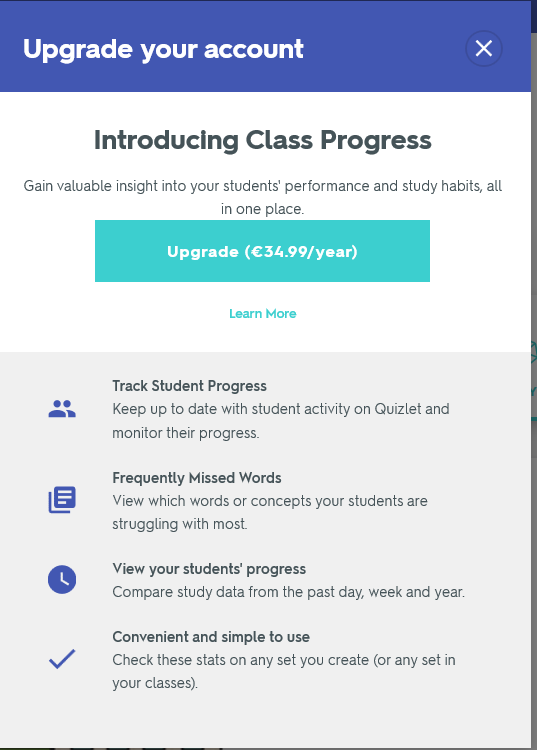 Upgrade your account
Introducing Class Progress
Gain valuable insight into your students' performance and study habits, all
in one place.
Upgrade (€34.99/year)
Learn More
Track Student Progress
Keep up to date with student activity on Quizlet and
monitor their progress.
Frequently Missed Words
View which words or concepts your students are
struggling with most.
View your students' progress
Compare study data from the past day, week and year.
Convenient and simple to use
Check these stats on any set you create (or any set in
your classes).